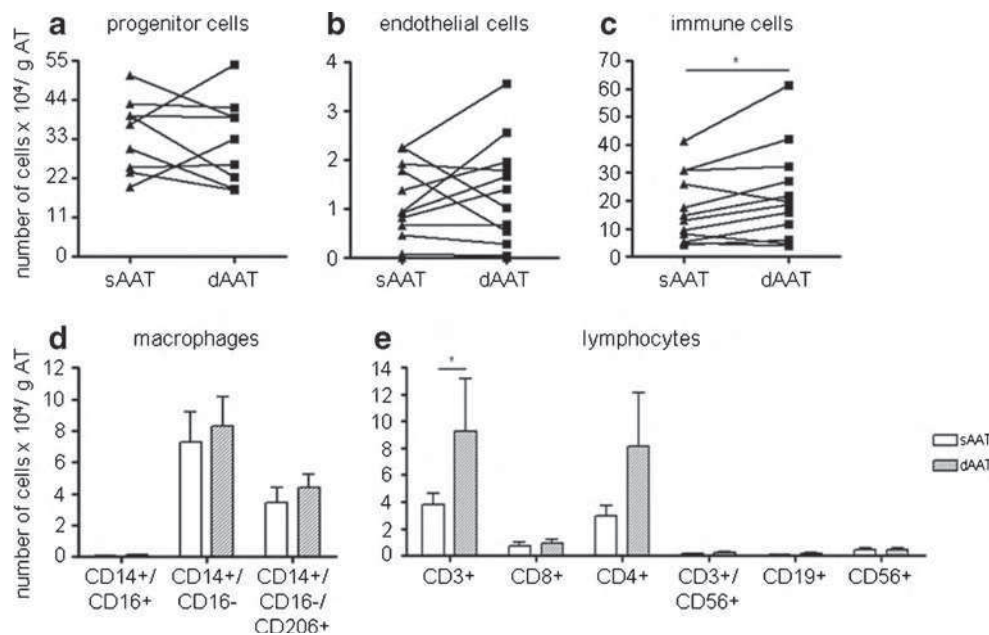 a progenitor cells
b endothelial cells
c immune cells
number of cells x 10⁴/ g AT
55
44
33
22
11
0
sAAT dAAT
4
3
2
1
0
sAAT dAAT
70
60
50
40
30
20
10
0
*
sAAT dAAT
d macrophages
number of cells x 10⁴/ g AT
12
10
8
6
4
2
0
CD14+/ CD14+/ CD14+/
CD16+ CD16- CD16-/
CD206+
e lymphocytes
14
12
10
8
6
4
2
0
*
CD3+ CD8+ CD4+ CD3+/ CD19+ CD56+
CD56+
sAAT
dAAT